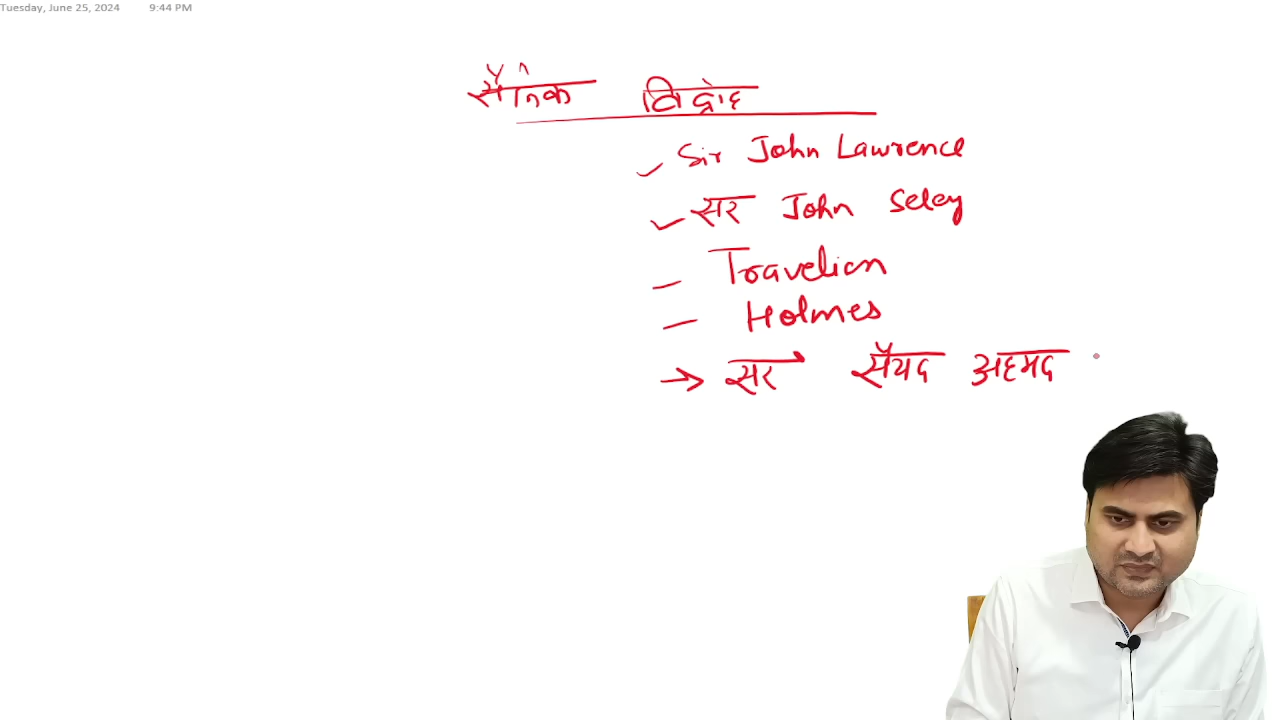 Tuesday, June 25, 2024 9:44 PM
सैनिक विद्रोह
Sir John Lawrence
सर John Seley
Travelian
Holmes
→ सर सैयद अहमद